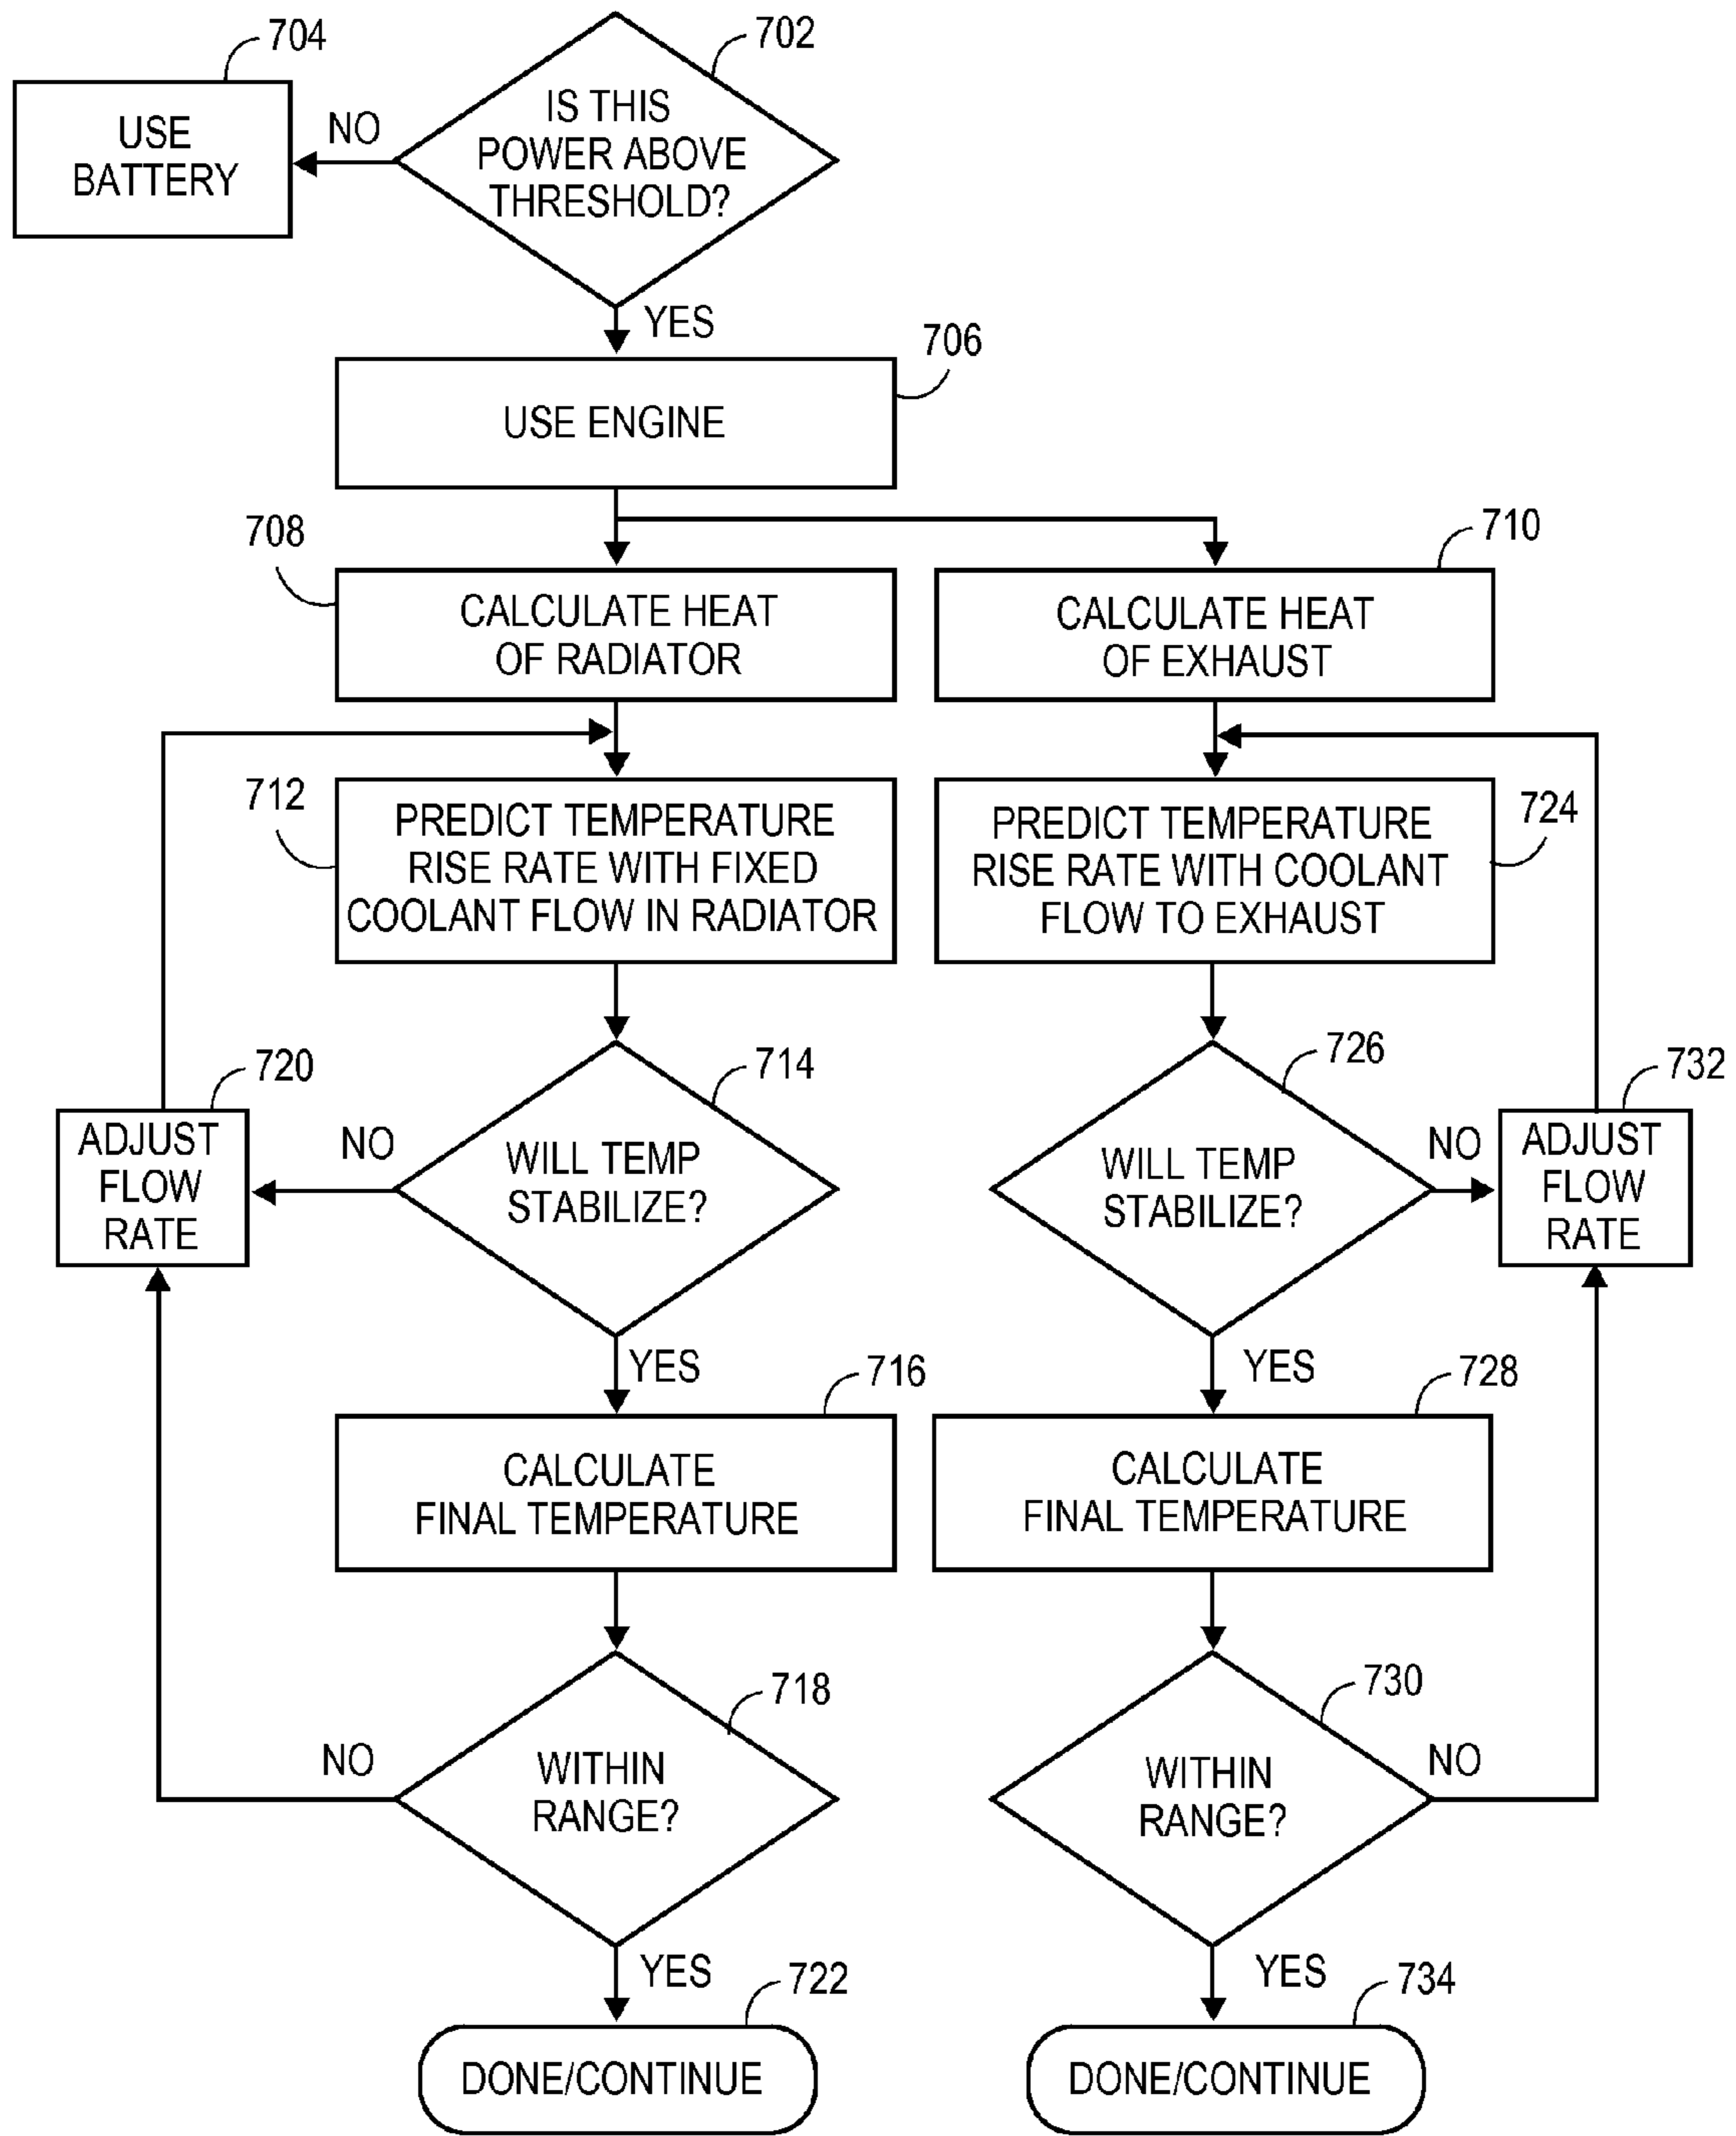 704
702
USE
BATTERY
NO
IS THIS
POWER ABOVE
THRESHOLD?
YES
706
USE ENGINE
708
710
CALCULATE HEAT
OF RADIATOR
CALCULATE HEAT
OF EXHAUST
712
PREDICT TEMPERATURE
RISE RATE WITH FIXED
COOLANT FLOW IN RADIATOR
PREDICT TEMPERATURE
RISE RATE WITH COOLANT
FLOW TO EXHAUST
724
720
714
726
732
ADJUST
FLOW
RATE
NO
WILL TEMP
STABILIZE?
WILL TEMP
STABILIZE?
NO
ADJUST
FLOW
RATE
YES
716
YES
728
CALCULATE
FINAL TEMPERATURE
CALCULATE
FINAL TEMPERATURE
718
730
NO
WITHIN
RANGE?
WITHIN
RANGE?
NO
YES
722
YES
734
DONE/CONTINUE
DONE/CONTINUE